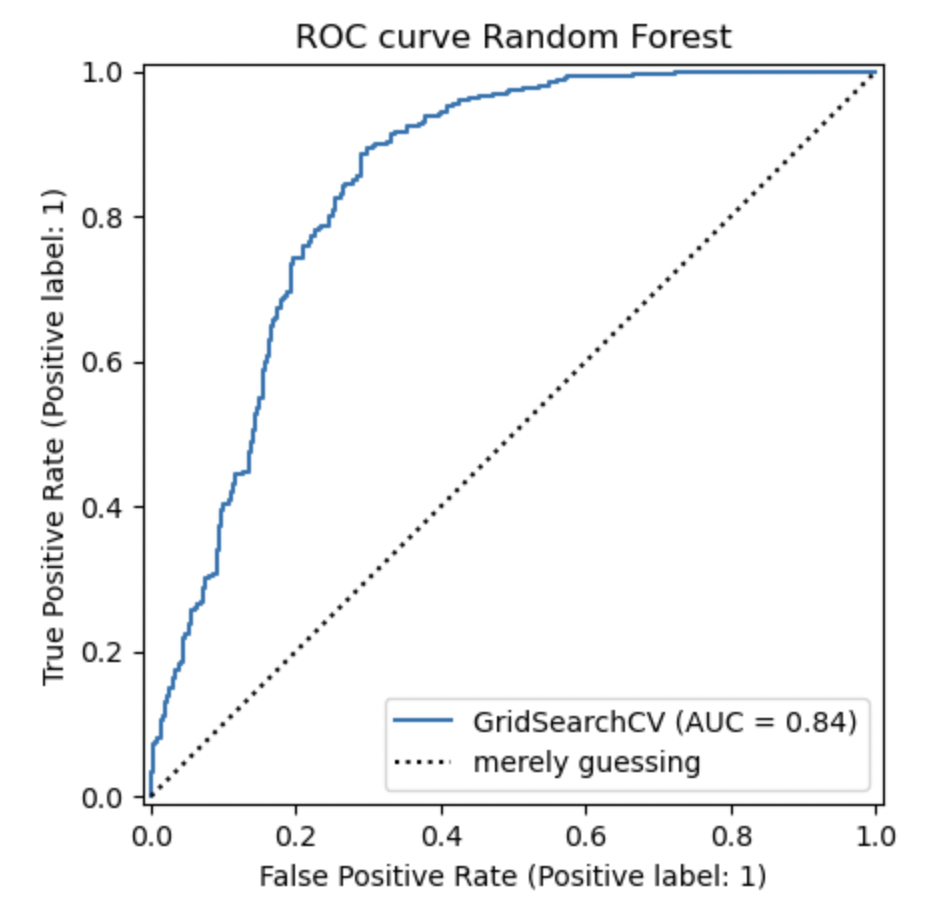 ROC curve Random Forest
1.0
0.8
0.6
0.4
0.2
0.0
True Positive Rate (Positive label: 1)
GridSearchCV (AUC = 0.84)
merely guessing
0.0 0.2 0.4 0.6 0.8 1.0
False Positive Rate (Positive label: 1)